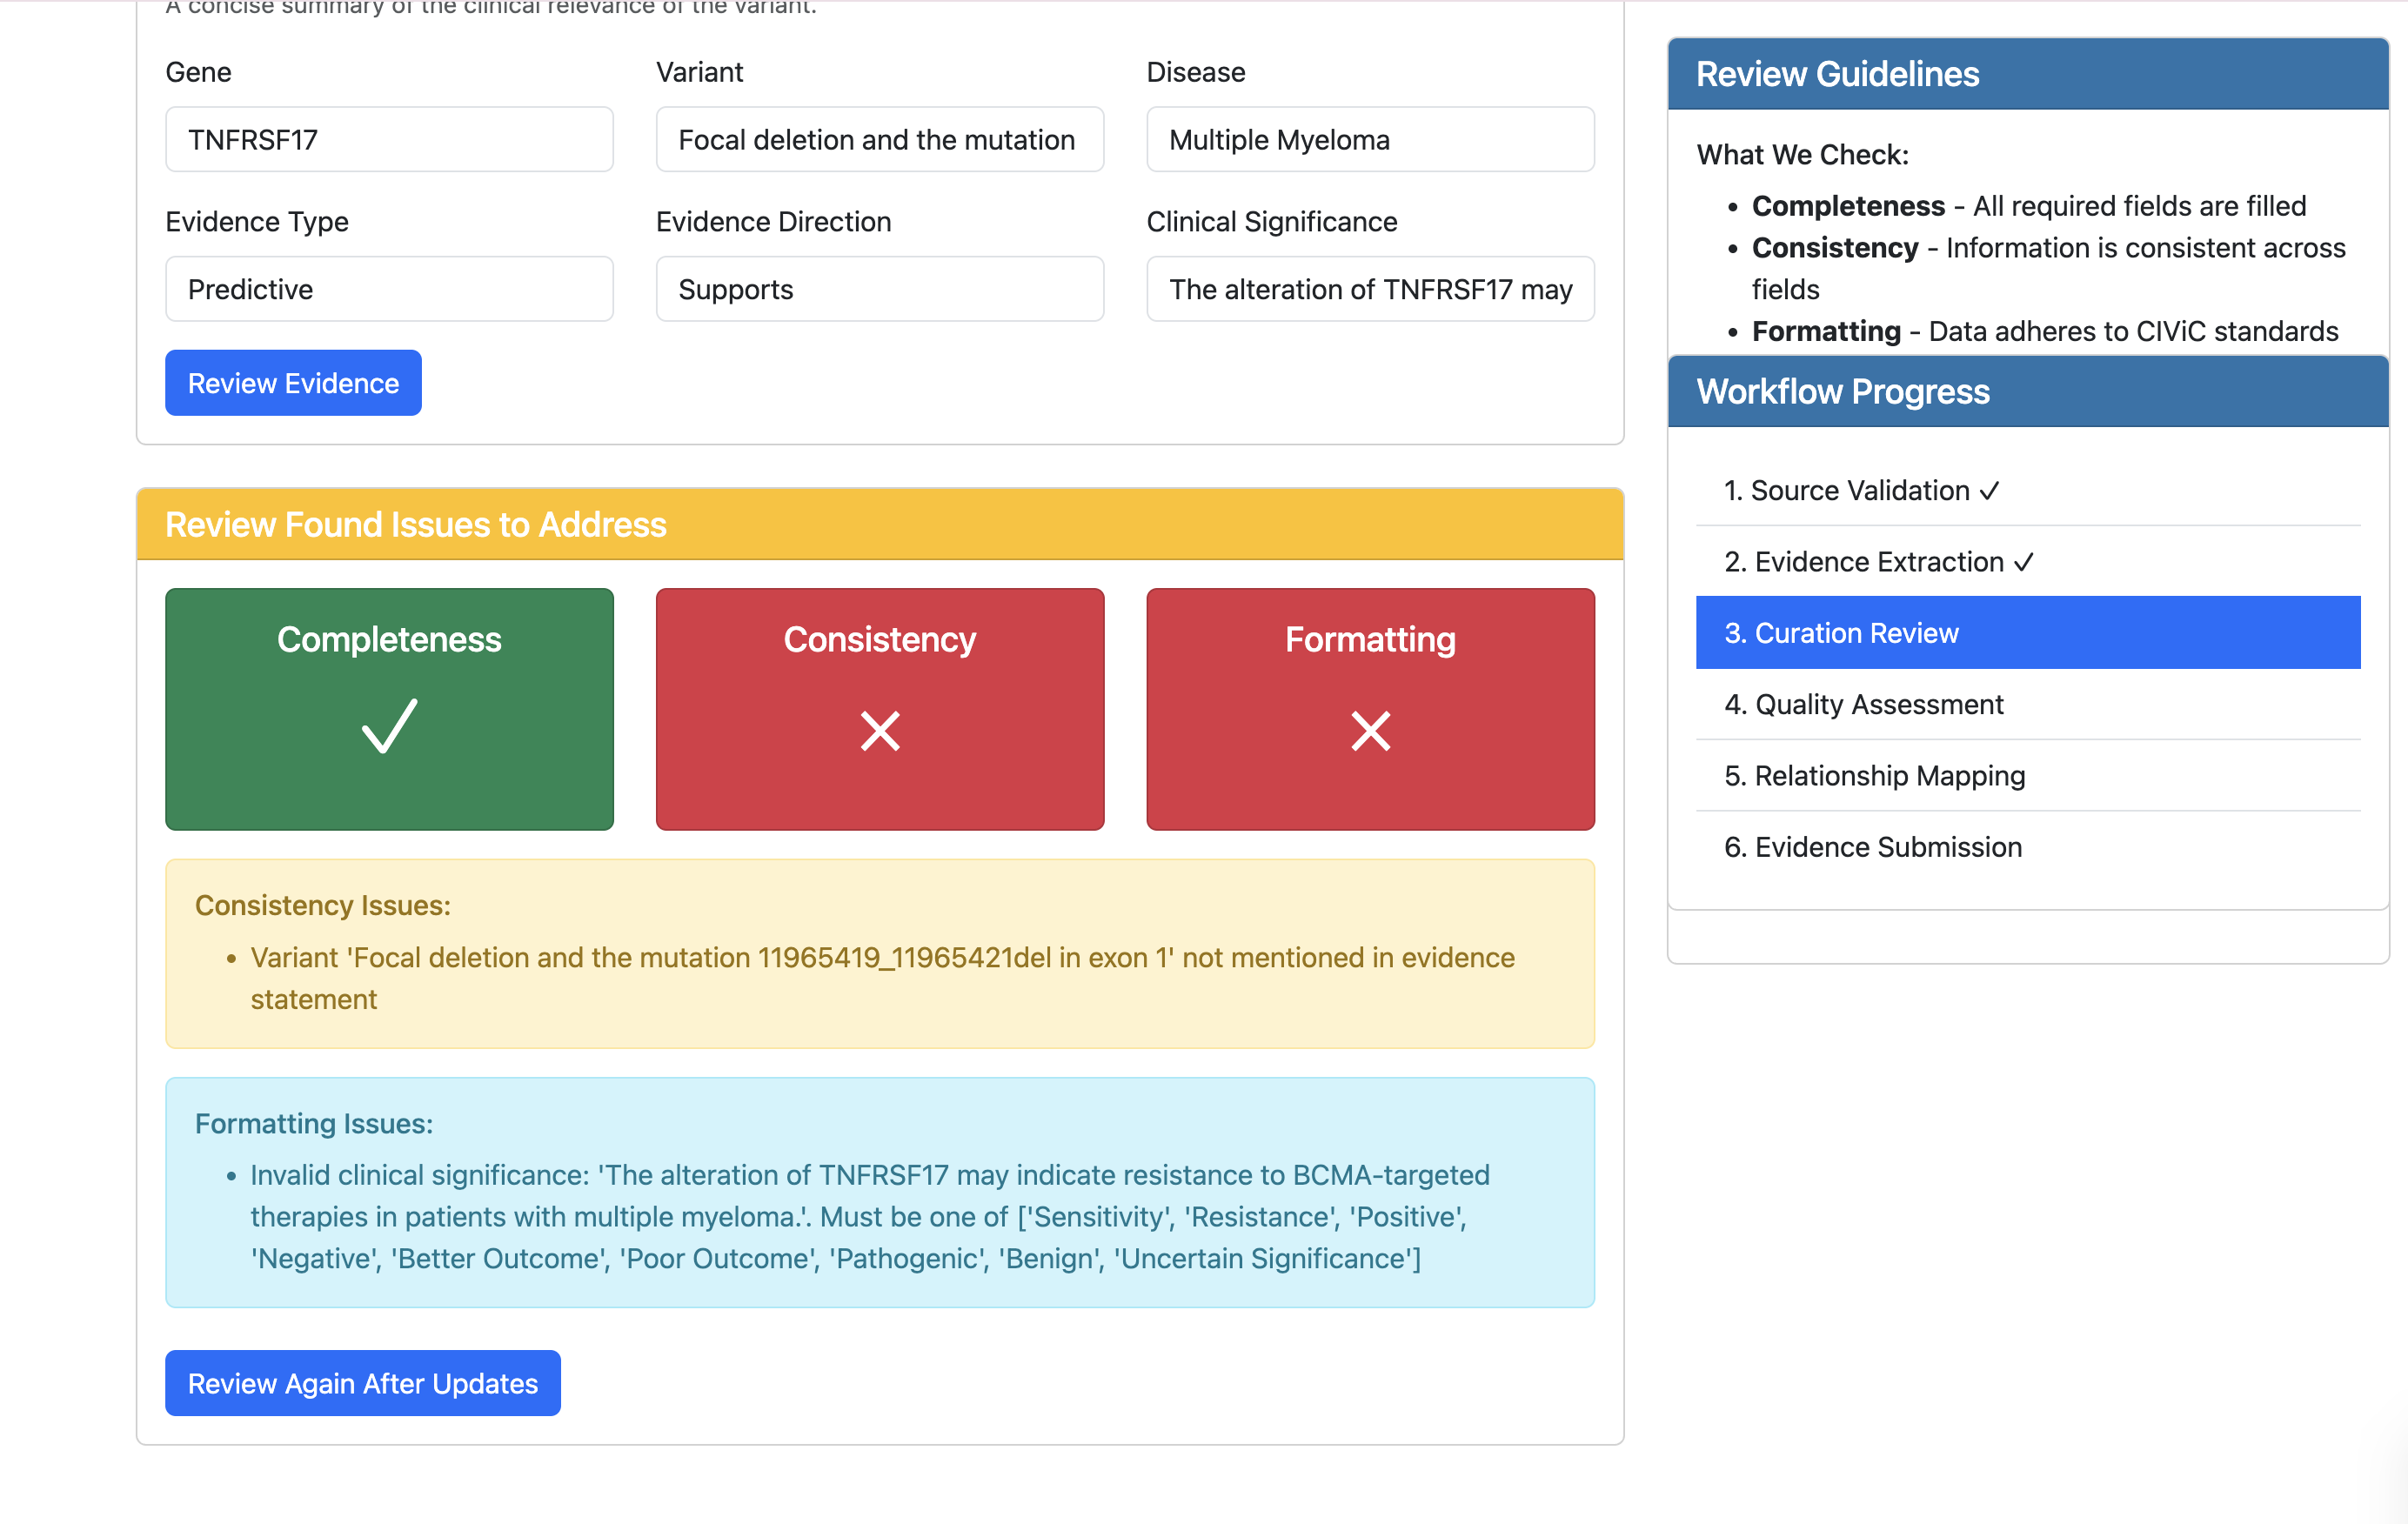 A concise summary of the clinical relevance of the variant.
Gene
Variant
Disease
TNFRSF17
Focal deletion and the mutation
Multiple Myeloma
Evidence Type
Evidence Direction
Clinical Significance
Predictive
Supports
The alteration of TNFRSF17 may
Review Evidence
Review Found Issues to Address
Completeness
Consistency
Formatting
Consistency Issues:
• Variant 'Focal deletion and the mutation 11965419_11965421del in exon 1' not mentioned in evidence
statement
Formatting Issues:
• Invalid clinical significance: 'The alteration of TNFRSF17 may indicate resistance to BCMA-targeted
therapies in patients with multiple myeloma.'. Must be one of ['Sensitivity', 'Resistance', 'Positive',
'Negative', 'Better Outcome', 'Poor Outcome', 'Pathogenic', 'Benign', 'Uncertain Significance']
Review Again After Updates
Review Guidelines
What We Check:
• Completeness - All required fields are filled
• Consistency - Information is consistent across
fields
• Formatting - Data adheres to CIViC standards
Workflow Progress
1. Source Validation ✓
2. Evidence Extraction ✓
3. Curation Review
4. Quality Assessment
5. Relationship Mapping
6. Evidence Submission